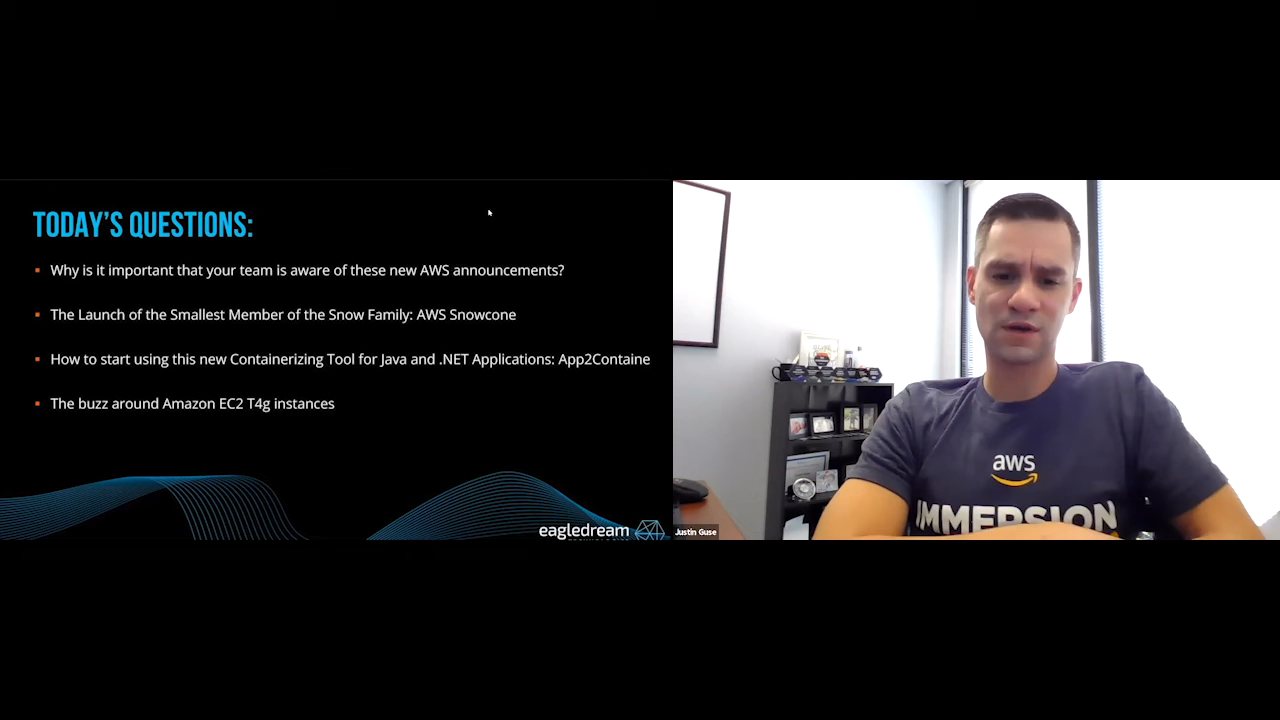 TODAY'S QUESTIONS:
Why is it important that your team is aware of these new AWS announcements?
The Launch of the Smallest Member of the Snow Family: AWS Snowcone
How to start using this new Containerizing Tool for Java and .NET Applications: App2Containe
The buzz around Amazon EC2 T4g instances
eagledream
Justin Guse
aws
IMMERSION